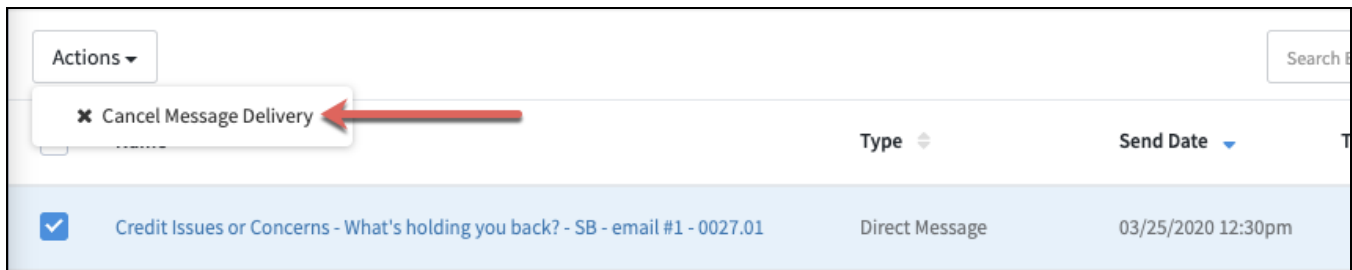 Actions
Search
✖ Cancel Message Delivery
Type
Send Date
Credit Issues or Concerns - What's holding you back? - SB - email #1 - 0027.01
Direct Message
03/25/2020 12:30pm